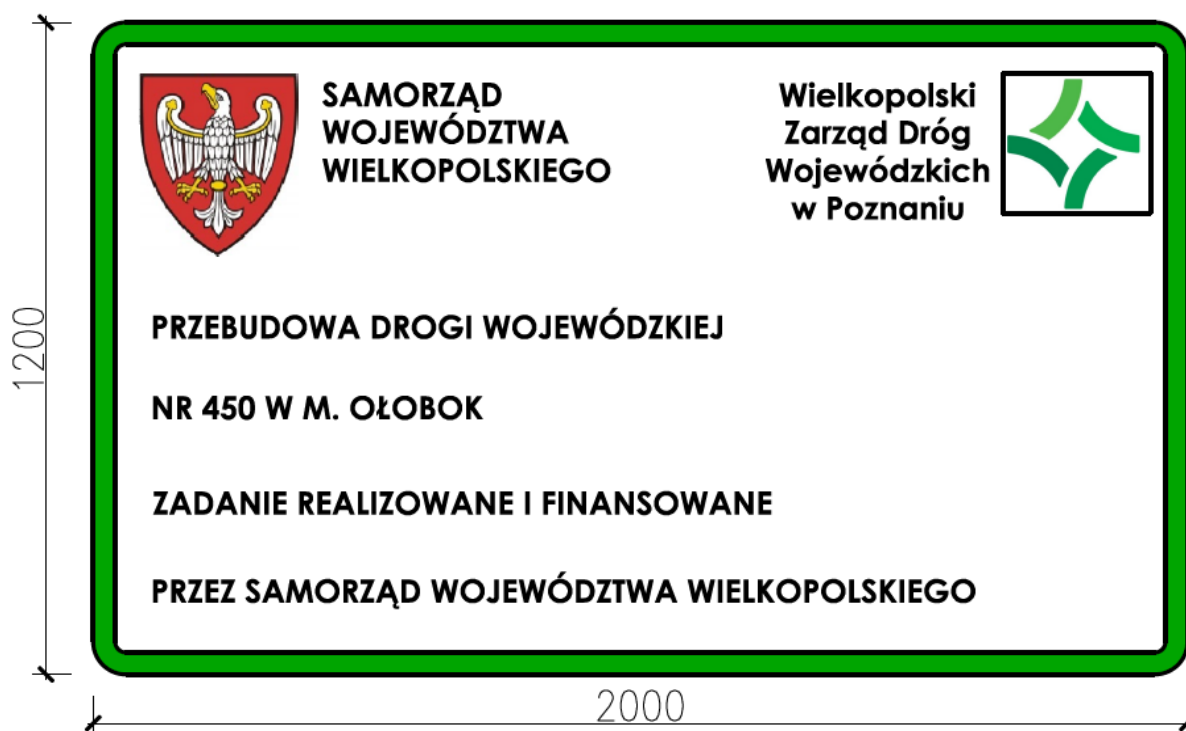 SAMORZĄD
WOJEWÓDZTWA
WIELKOPOLSKIEGO
Wielkopolski
Zarząd Dróg
Wojewódzkich
w Poznaniu
PRZEBUDOWA DROGI WOJEWÓDZKIEJ
NR 450 W M. OŁOBOK
ZADANIE REALIZOWANE I FINANSOWANE
PRZEZ SAMORZĄD WOJEWÓDZTWA WIELKOPOLSKIEGO
1200
2000